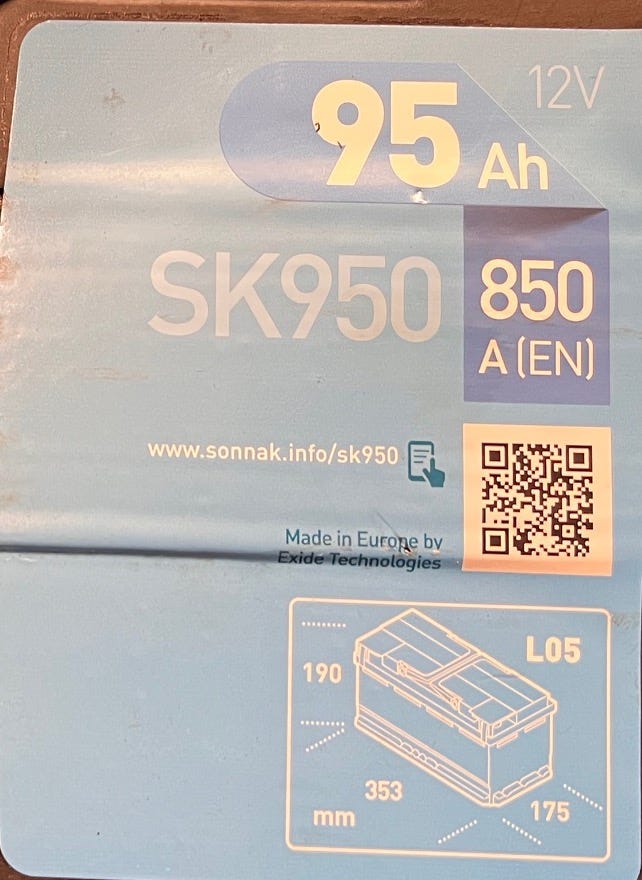 12V
95 Ah
SK950
850
A (EN)
www.sonnak.info/sk950
Made in Europe by
Exide Technologies
L05
190
353
mm
175